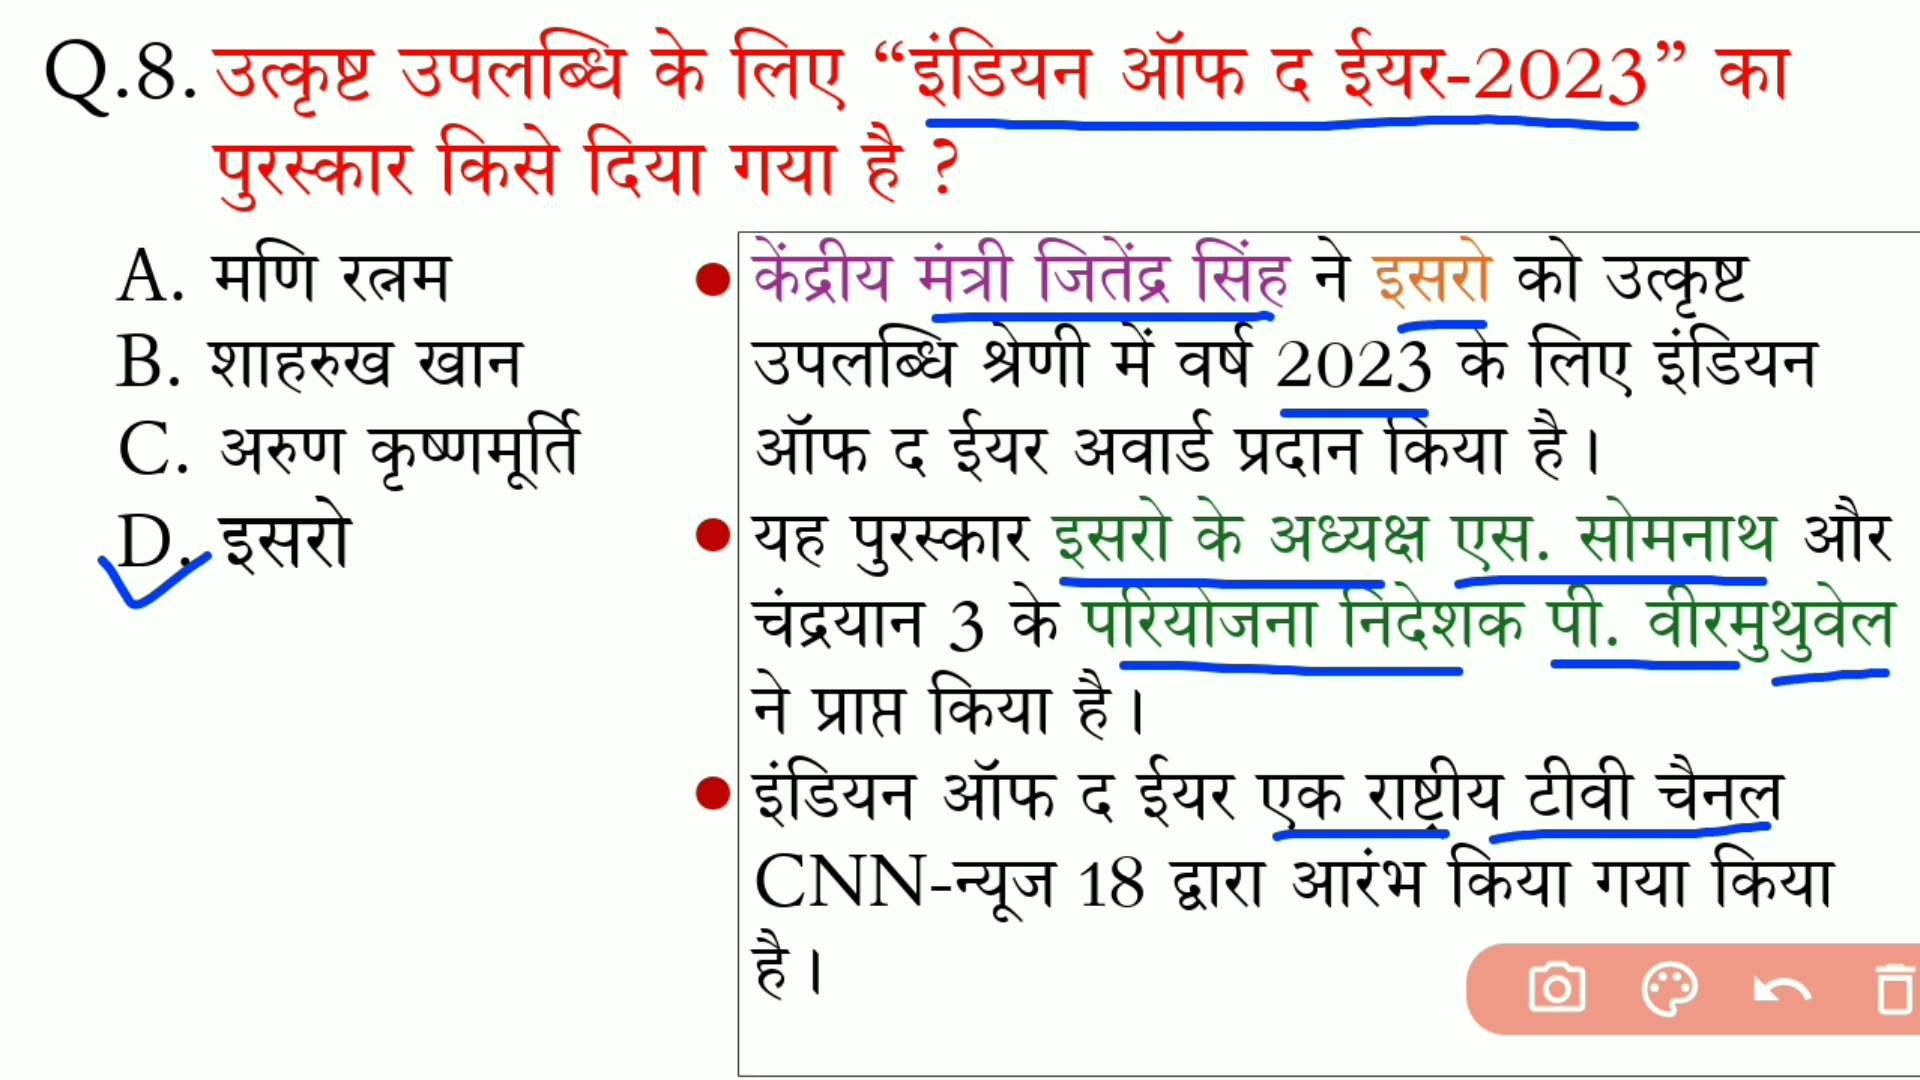 Q.8. उत्कृष्ट उपलब्धि के लिए “इंडियन ऑफ द ईयर-2023” का
पुरस्कार किसे दिया गया है ?
A. मणि रत्नम
B. शाहरुख खान
C. अरुण कृष्णमूर्ति
D. इसरो
केंद्रीय मंत्री जितेंद्र सिंह ने इसरो को उत्कृष्ट
उपलब्धि श्रेणी में वर्ष 2023 के लिए इंडियन
ऑफ द ईयर अवार्ड प्रदान किया है।
यह पुरस्कार इसरो के अध्यक्ष एस. सोमनाथ और
चंद्रयान 3 के परियोजना निदेशक पी. वीरमुथुवेल
ने प्राप्त किया है।
इंडियन ऑफ द ईयर एक राष्ट्रीय टीवी चैनल
CNN-न्यूज 18 द्वारा आरंभ किया गया किया
है।